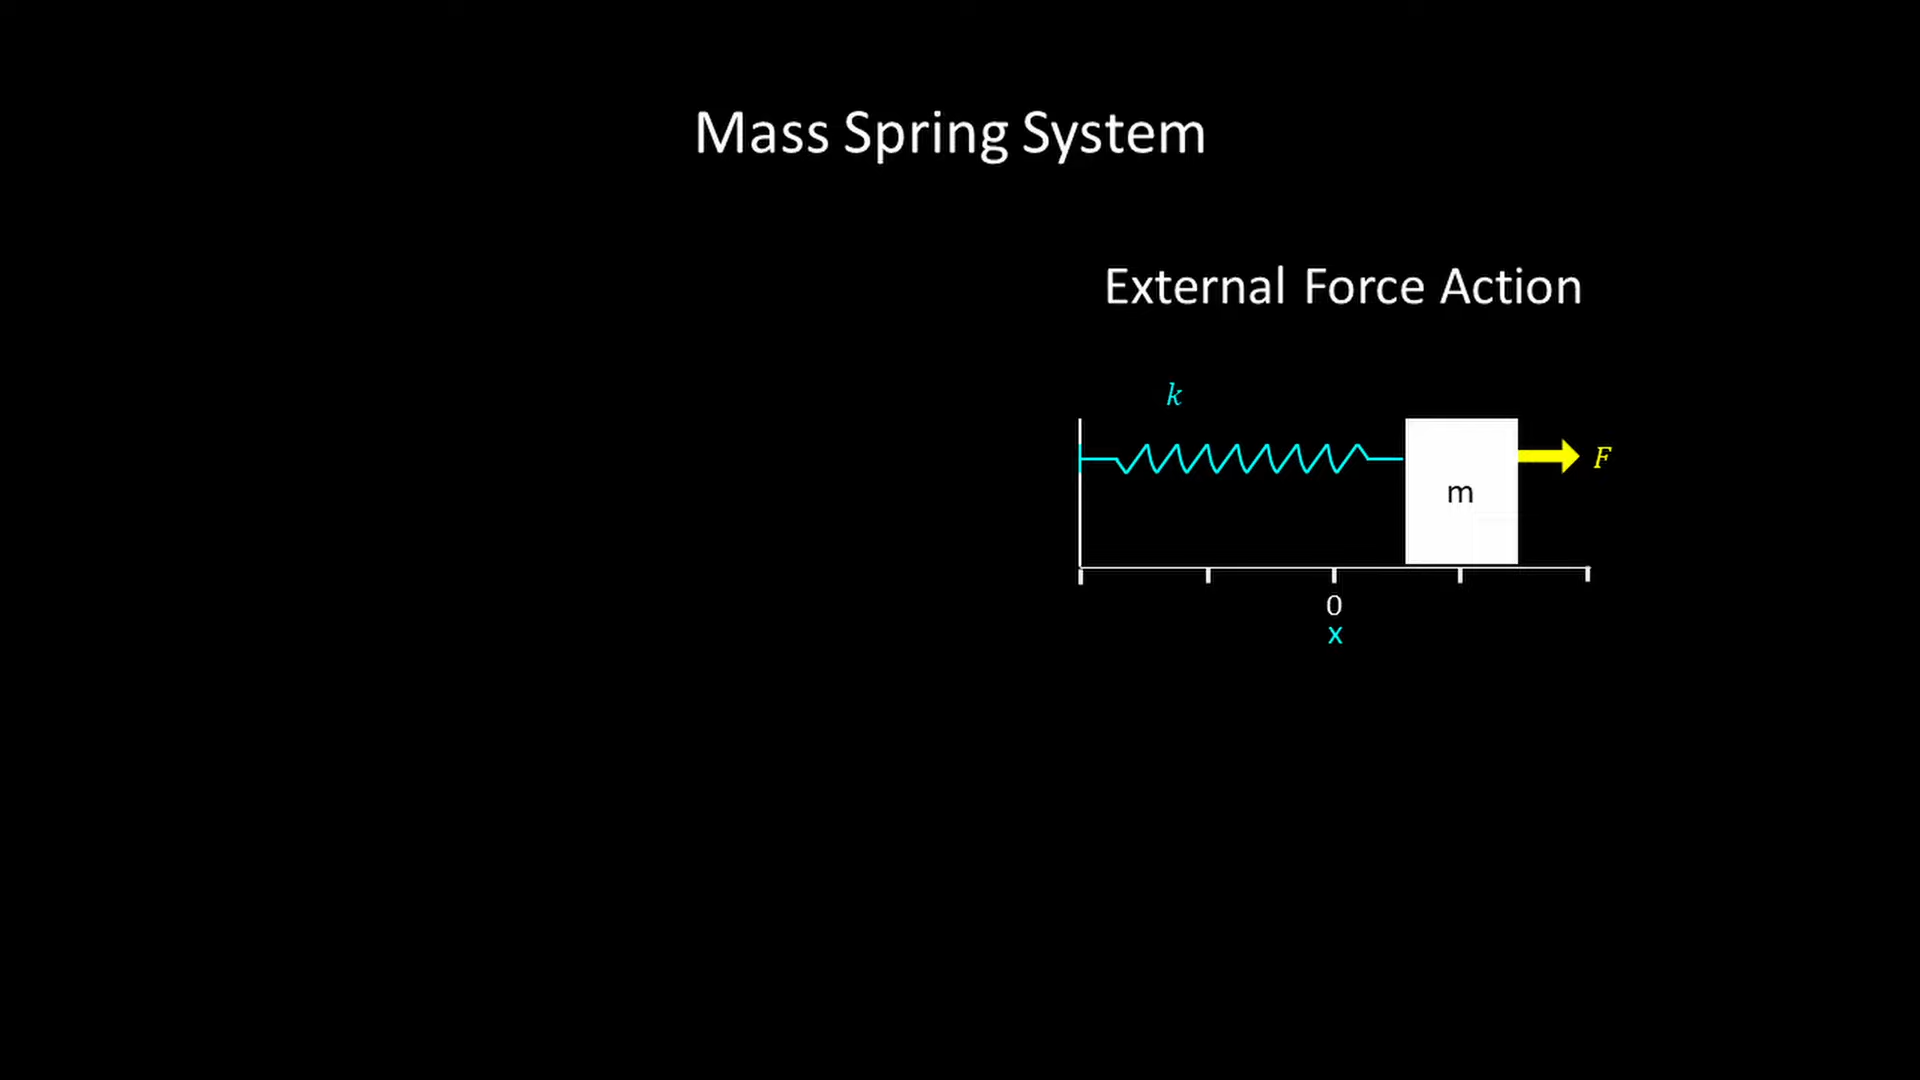 Mass Spring System
External Force Action
k
F
m
0
x